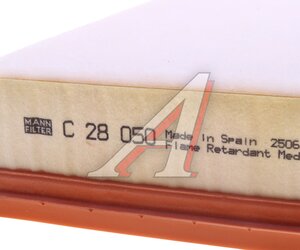 MANN
FILTER
C 28 050
Made in Spain 2506
Flame Retardant Med